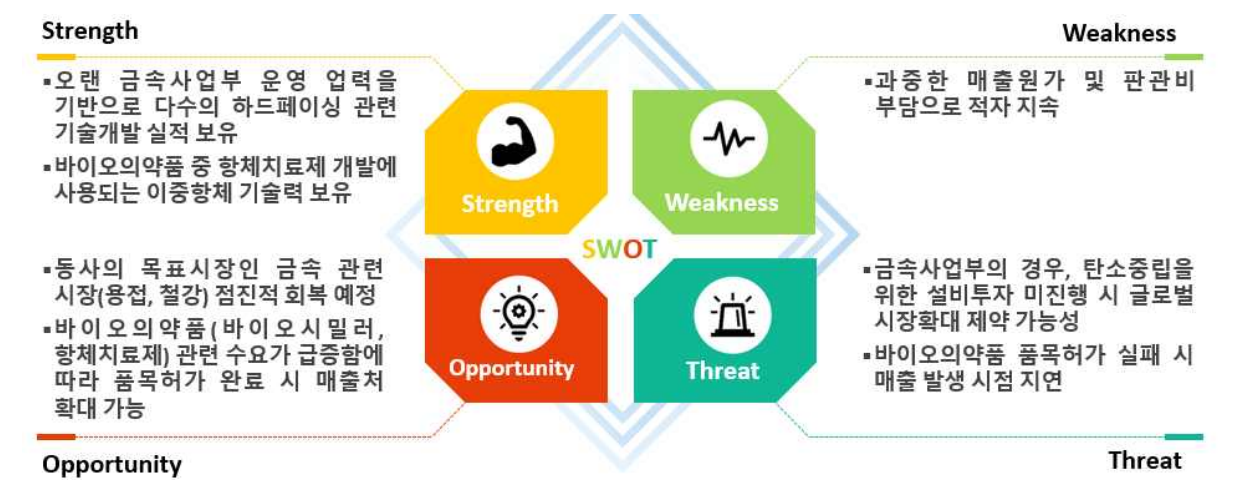 Strength
▪오랜 금속사업부 운영 업력을
기반으로 다수의 하드페이싱 관련
기술개발 실적 보유
▪바이오의약품 중 항체치료제 개발에
사용되는 이중항체 기술력 보유
Weakness
▪과중한 매출원가 및 판관비
부담으로 적자 지속
Strength
Weakness
SWOT
Opportunity
Threat
▪동사의 목표시장인 금속 관련
시장(용접, 철강) 점진적 회복 예정
▪바이오의약품(바이오시밀러,
항체치료제) 관련 수요가 급증함에
따라 품목허가 완료 시 매출처
확대 가능
Opportunity
▪금속사업부의 경우, 탄소중립을
위한 설비투자 미진행 시 글로벌
시장확대 제약 가능성
▪바이오의약품 품목허가 실패 시
매출 발생 시점 지연
Threat